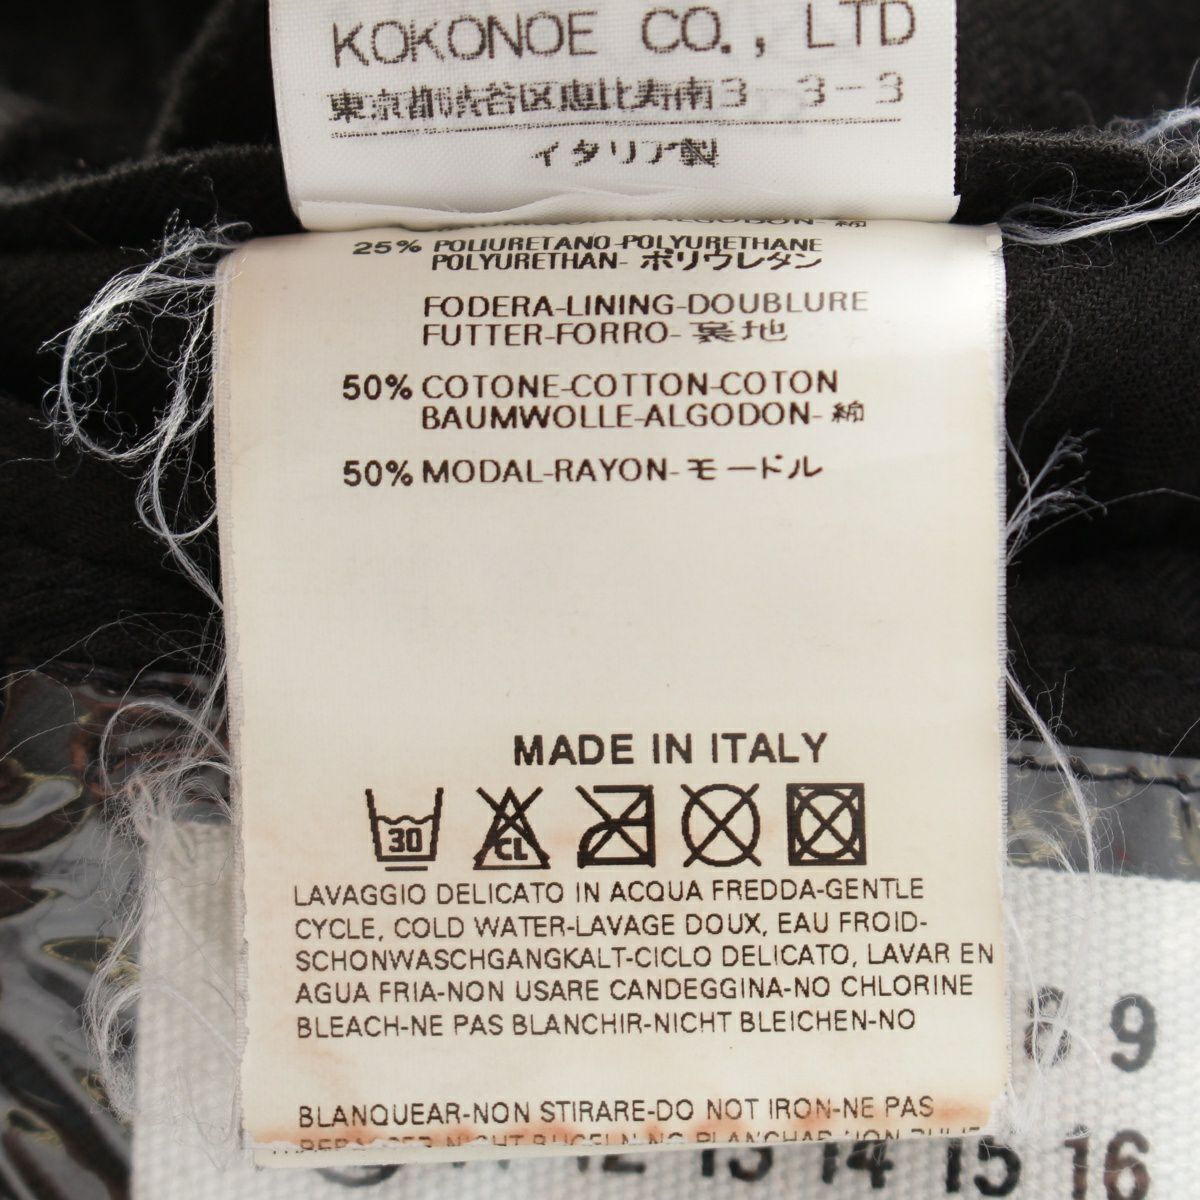 KOKONOE CO., LTD
東京都渋谷区恵比寿南3 3-3
イタリア製
ALGODON 綿
25% POLIURETANO-POLYURETHANE
POLYURETHAN-ポリウレタン
FODERA-LINING-DOUBLURE
FUTTER-FORRO-裏地
50% COTONE-COTTON-COTON
BAUMWOLLE-ALGODON-綿
50% MODAL-RAYON-モードル
MADE IN ITALY
30 CL
LAVAGGIO DELICATO IN ACQUA FREDDA-GENTLE
CYCLE, COLD WATER-LAVAGE DOUX, EAU FROID-
SCHONWASCHGANGKALT-CICLO DELICATO, LAVAR EN
AGUA FRIA-NON USARE CANDEGGINA-NO CHLORINE
BLEACH-NE PAS BLANCHIR-NICHT BLEICHEN-NO
BLANQUEAR-NON STIRARE-DO NOT IRON-NE PAS
8 9
12 13 14 15 16